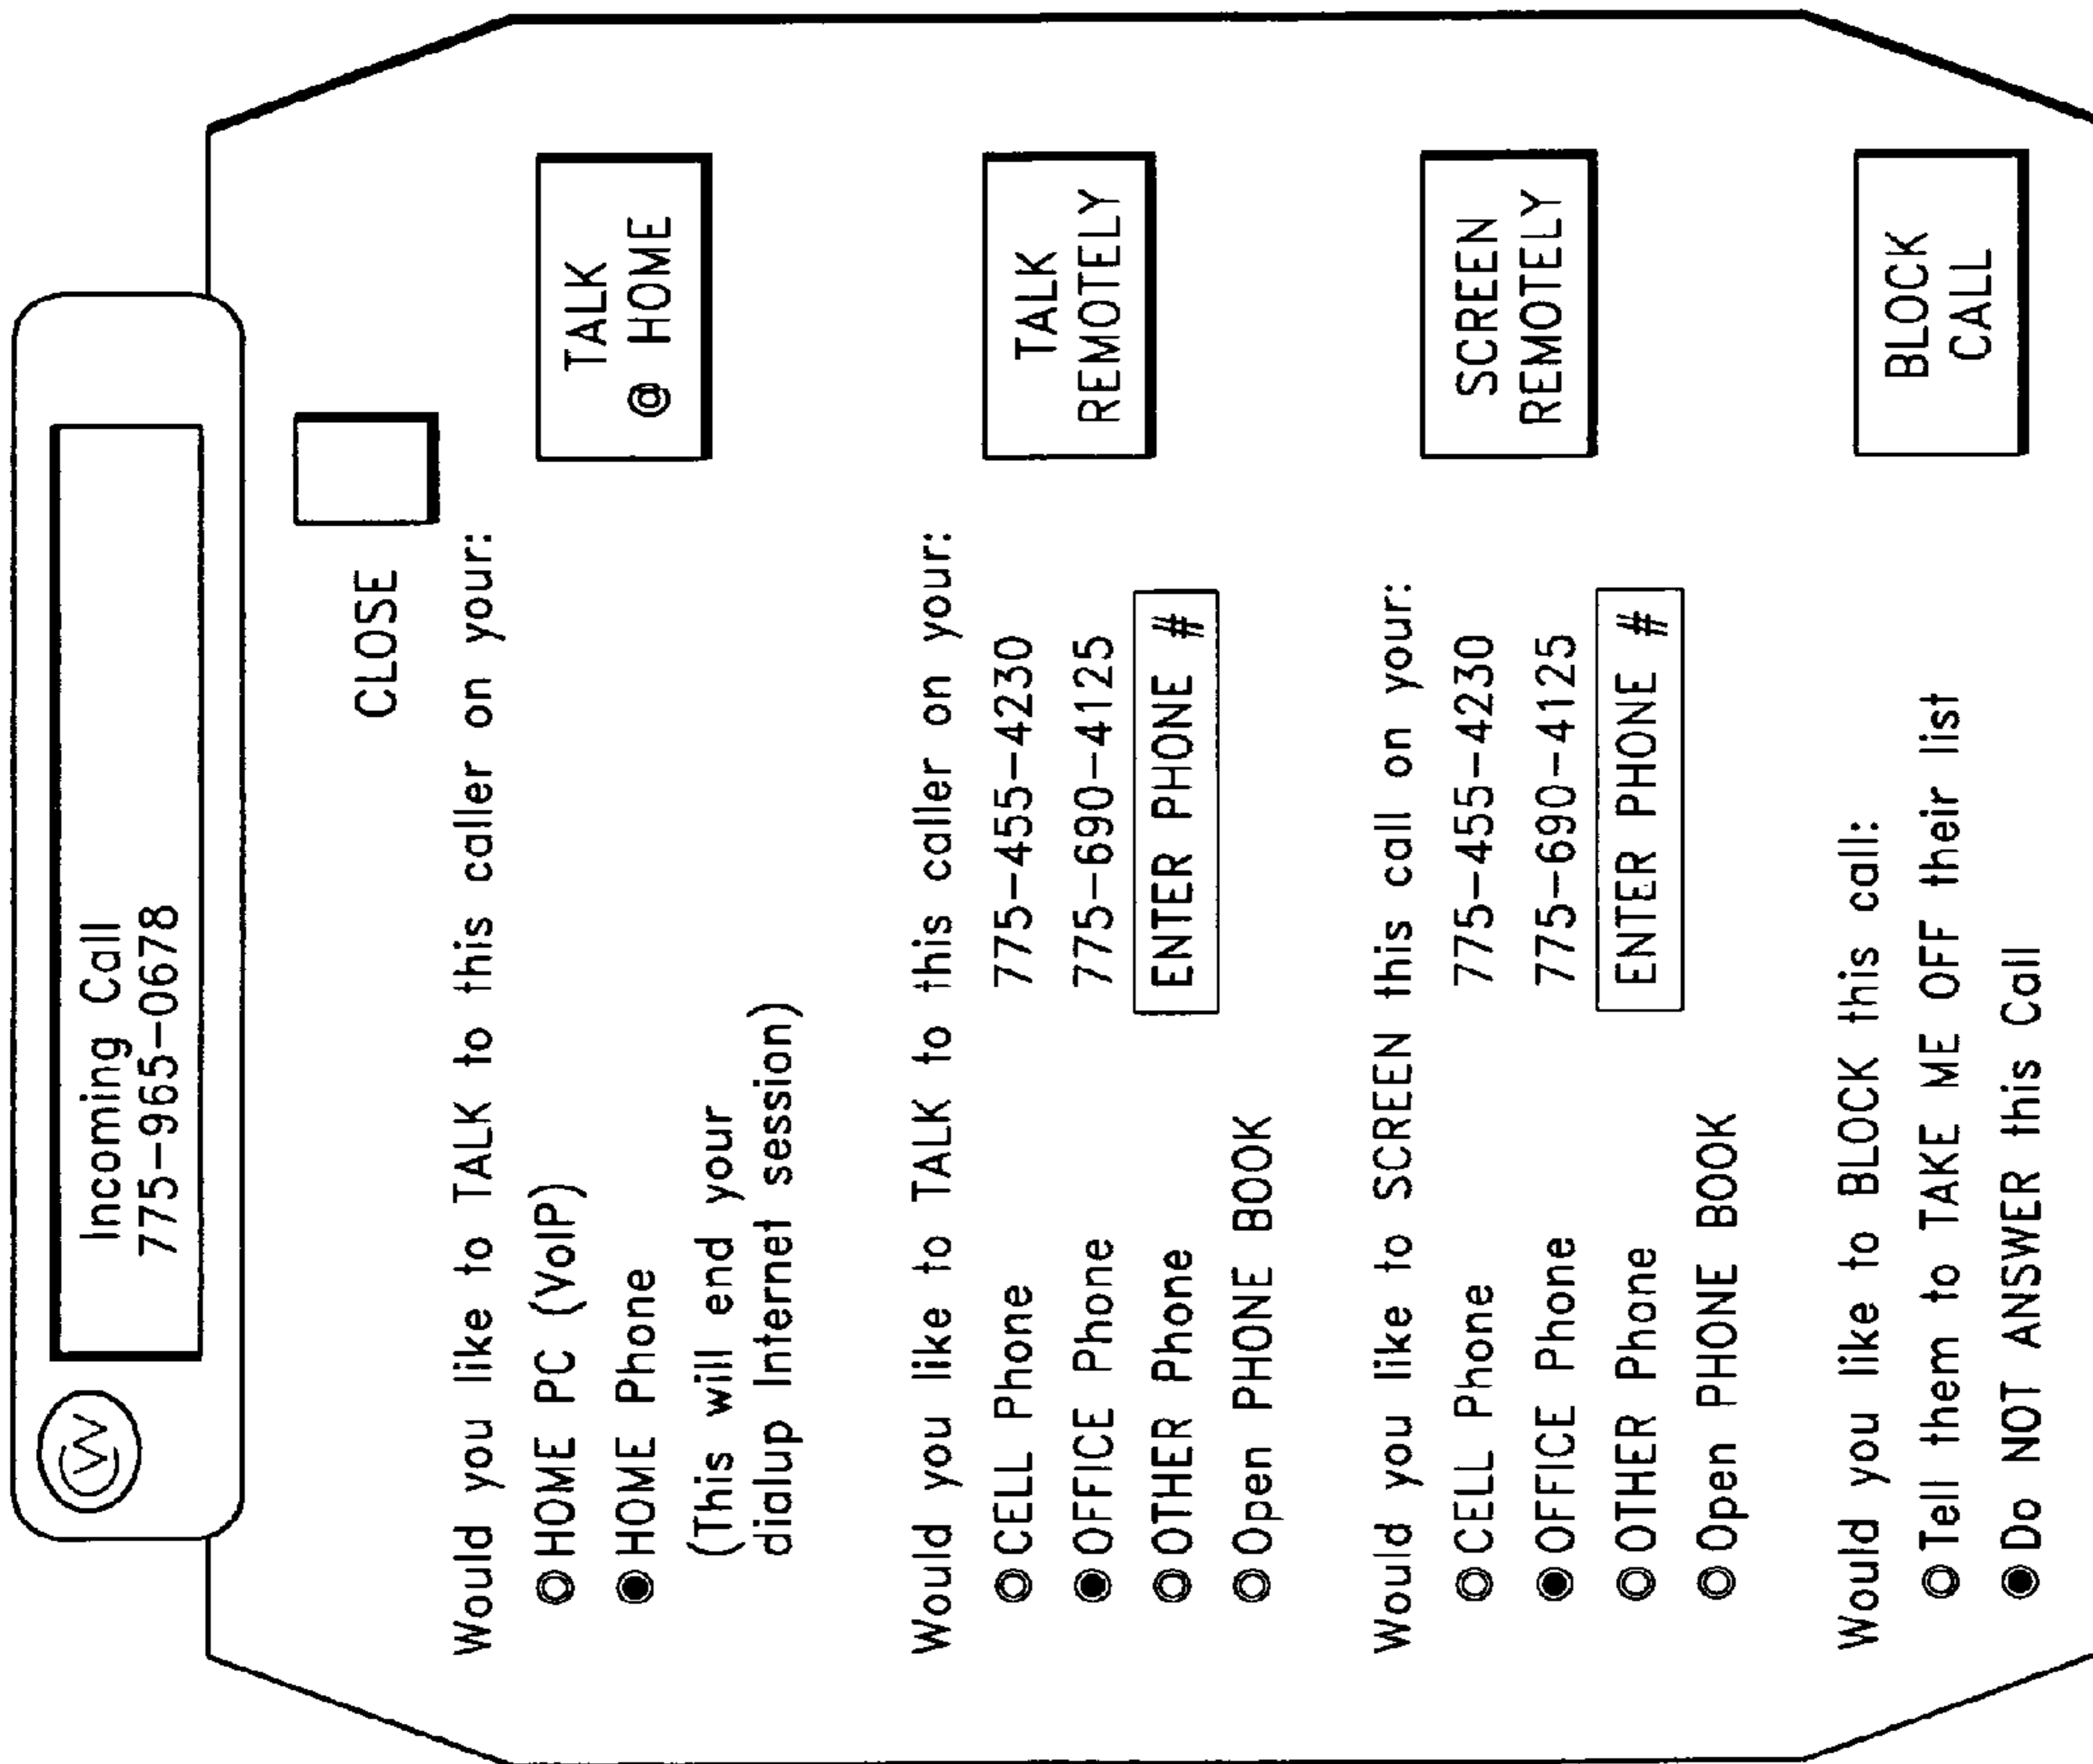 CW
Incoming Call
775-965-0678
CLOSE
Would you like to TALK to this caller on your:
HOME PC (VoIP)
HOME Phone
(This will end your
dialup Internet session)
TALK
@ HOME
Would you like to TALK to this caller on your:
CELL Phone 775-455-4230
OFFICE Phone 775-690-4125
OTHER Phone ENTER PHONE #
Open PHONE BOOK
TALK
REMOTELY
Would you like to SCREEN this call on your:
CELL Phone 775-455-4230
OFFICE Phone 775-690-4125
OTHER Phone ENTER PHONE #
Open PHONE BOOK
SCREEN
REMOTELY
Would you like to BLOCK this call:
Tell them to TAKE ME OFF their list
Do NOT ANSWER this Call
BLOCK
CALL